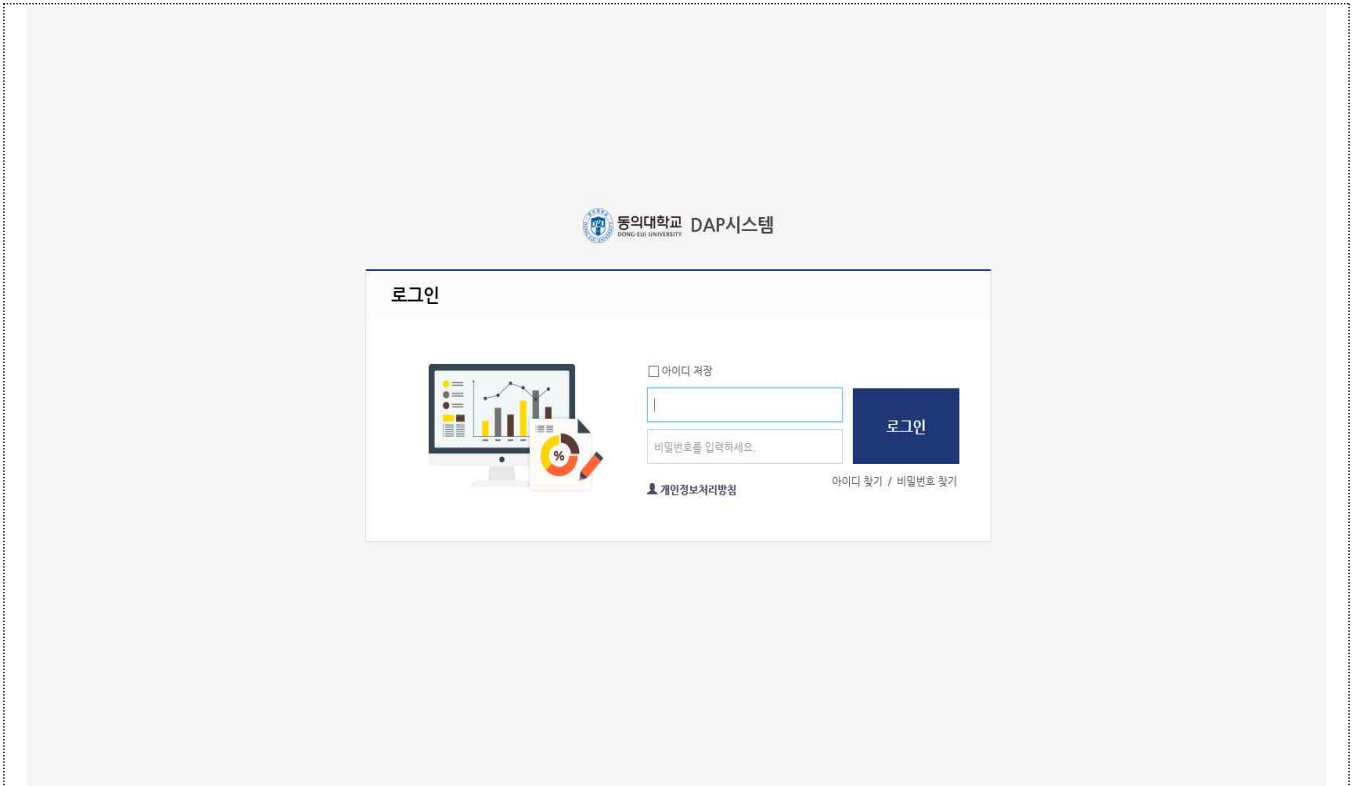 동의대학교 DAP시스템
DONG-EUI UNIVERSITY
로그인
아이디 저장
비밀번호를 입력하세요.
로그인
%
개인정보처리방침
아이디 찾기 / 비밀번호 찾기